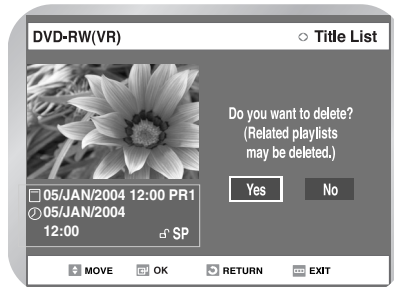 DVD-RW(VR)
Title List
Do you want to delete?
(Related playlists
may be deleted.)
Yes No
05/JAN/2004 12:00 PR1
05/JAN/2004
12:00 SP
MOVE OK RETURN EXIT